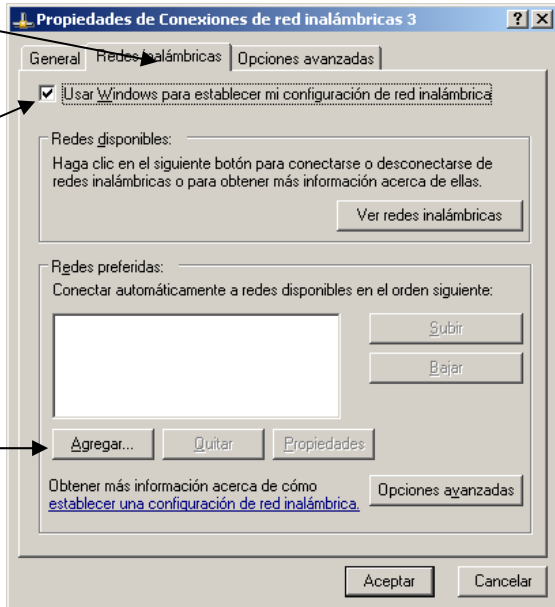 Propiedades de Conexiones de red inalámbricas 3
General Redes inalámbricas Opciones avanzadas
Usar Windows para establecer mi configuración de red inalámbrica
Redes disponibles:
Haga clic en el siguiente botón para conectarse o desconectarse de
redes inalámbricas o para obtener más información acerca de ellas.
Ver redes inalámbricas
Redes preferidas:
Conectar automáticamente a redes disponibles en el orden siguiente:
Subir
Bajar
Agregar... Quitar Propiedades
Obtener más información acerca de cómo
establecer una configuración de red inalámbrica.
Opciones avanzadas
Aceptar Cancelar